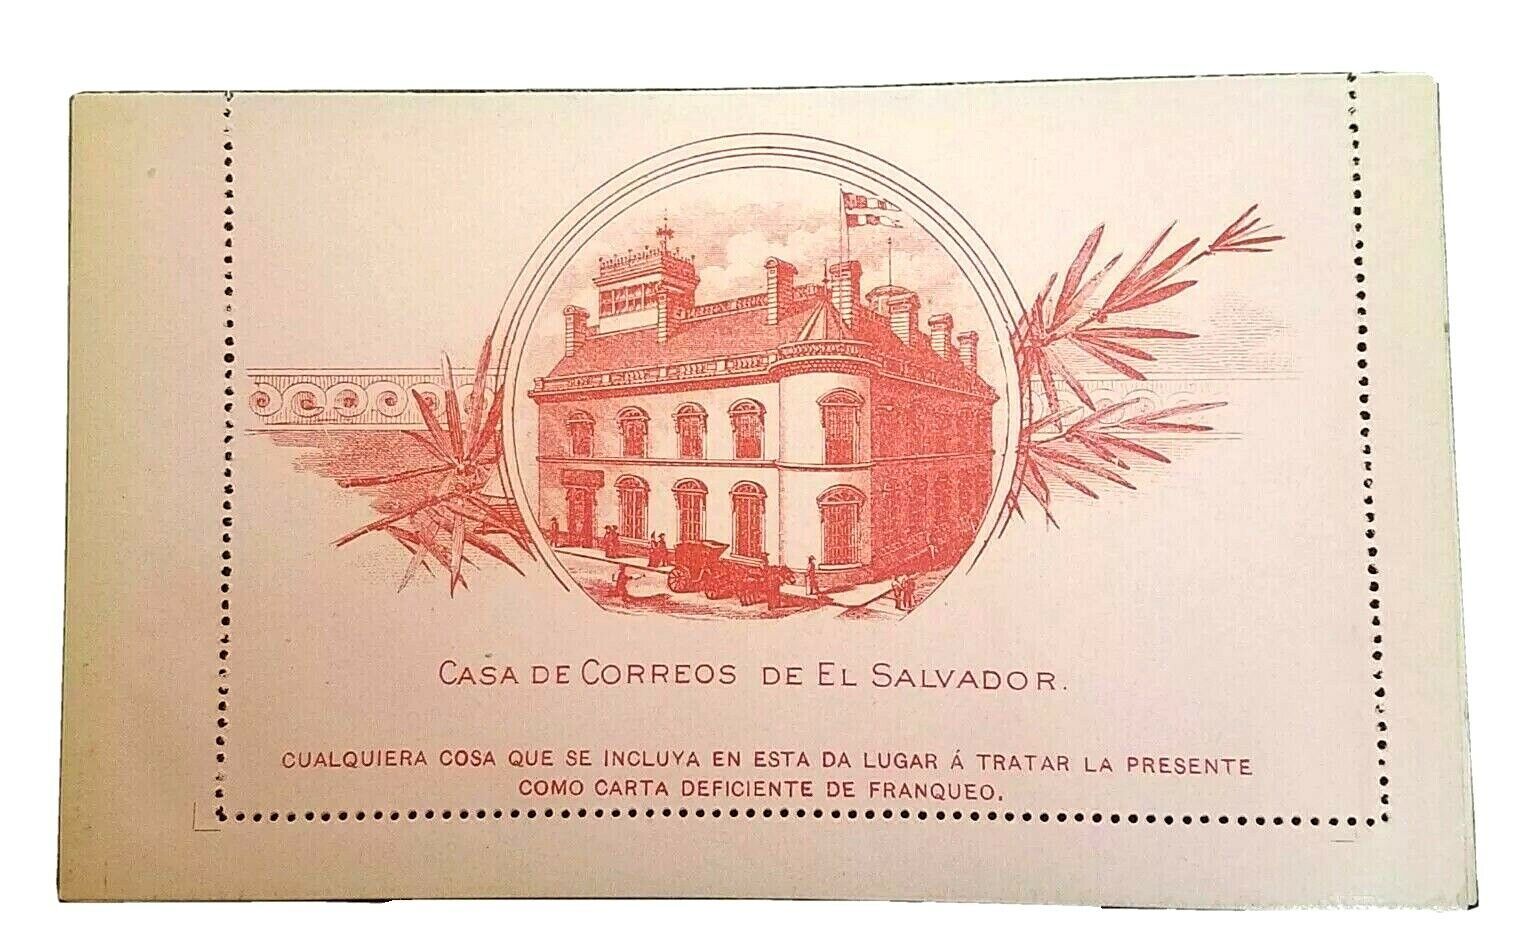 CASA DE CORREOS DE EL SALVADOR.
CUALQUIERA COSA QUE SE INCLUYA EN ESTA DA LUGAR Á TRATAR LA PRESENTE
COMO CARTA DEFICIENTE DE FRANQUEO.